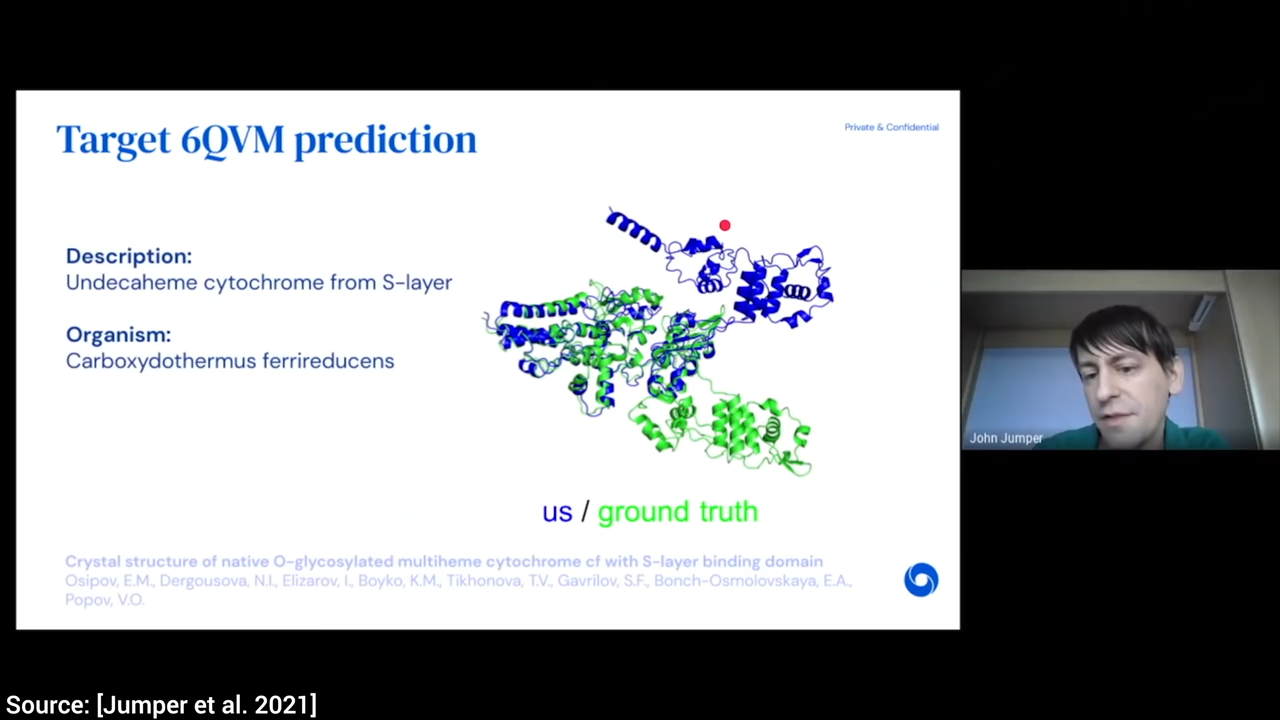 Target 6QVM prediction
Private & Confidential
Description:
Undecaheme cytochrome from S-layer
Organism:
Carboxydothermus ferrireducens
us / ground truth
Crystal structure of native O-glycosylated multiheme cytochrome cf with S-layer binding domain
Osipov, E.M., Dergousova, N.I., Elizarov, I., Boyko, K.M., Tikhonova, T.V., Gavrilov, S.F., Bonch-Osmolovskaya, E.A.,
Popov, V.O.
John Jumper
Source: [Jumper et al. 2021]